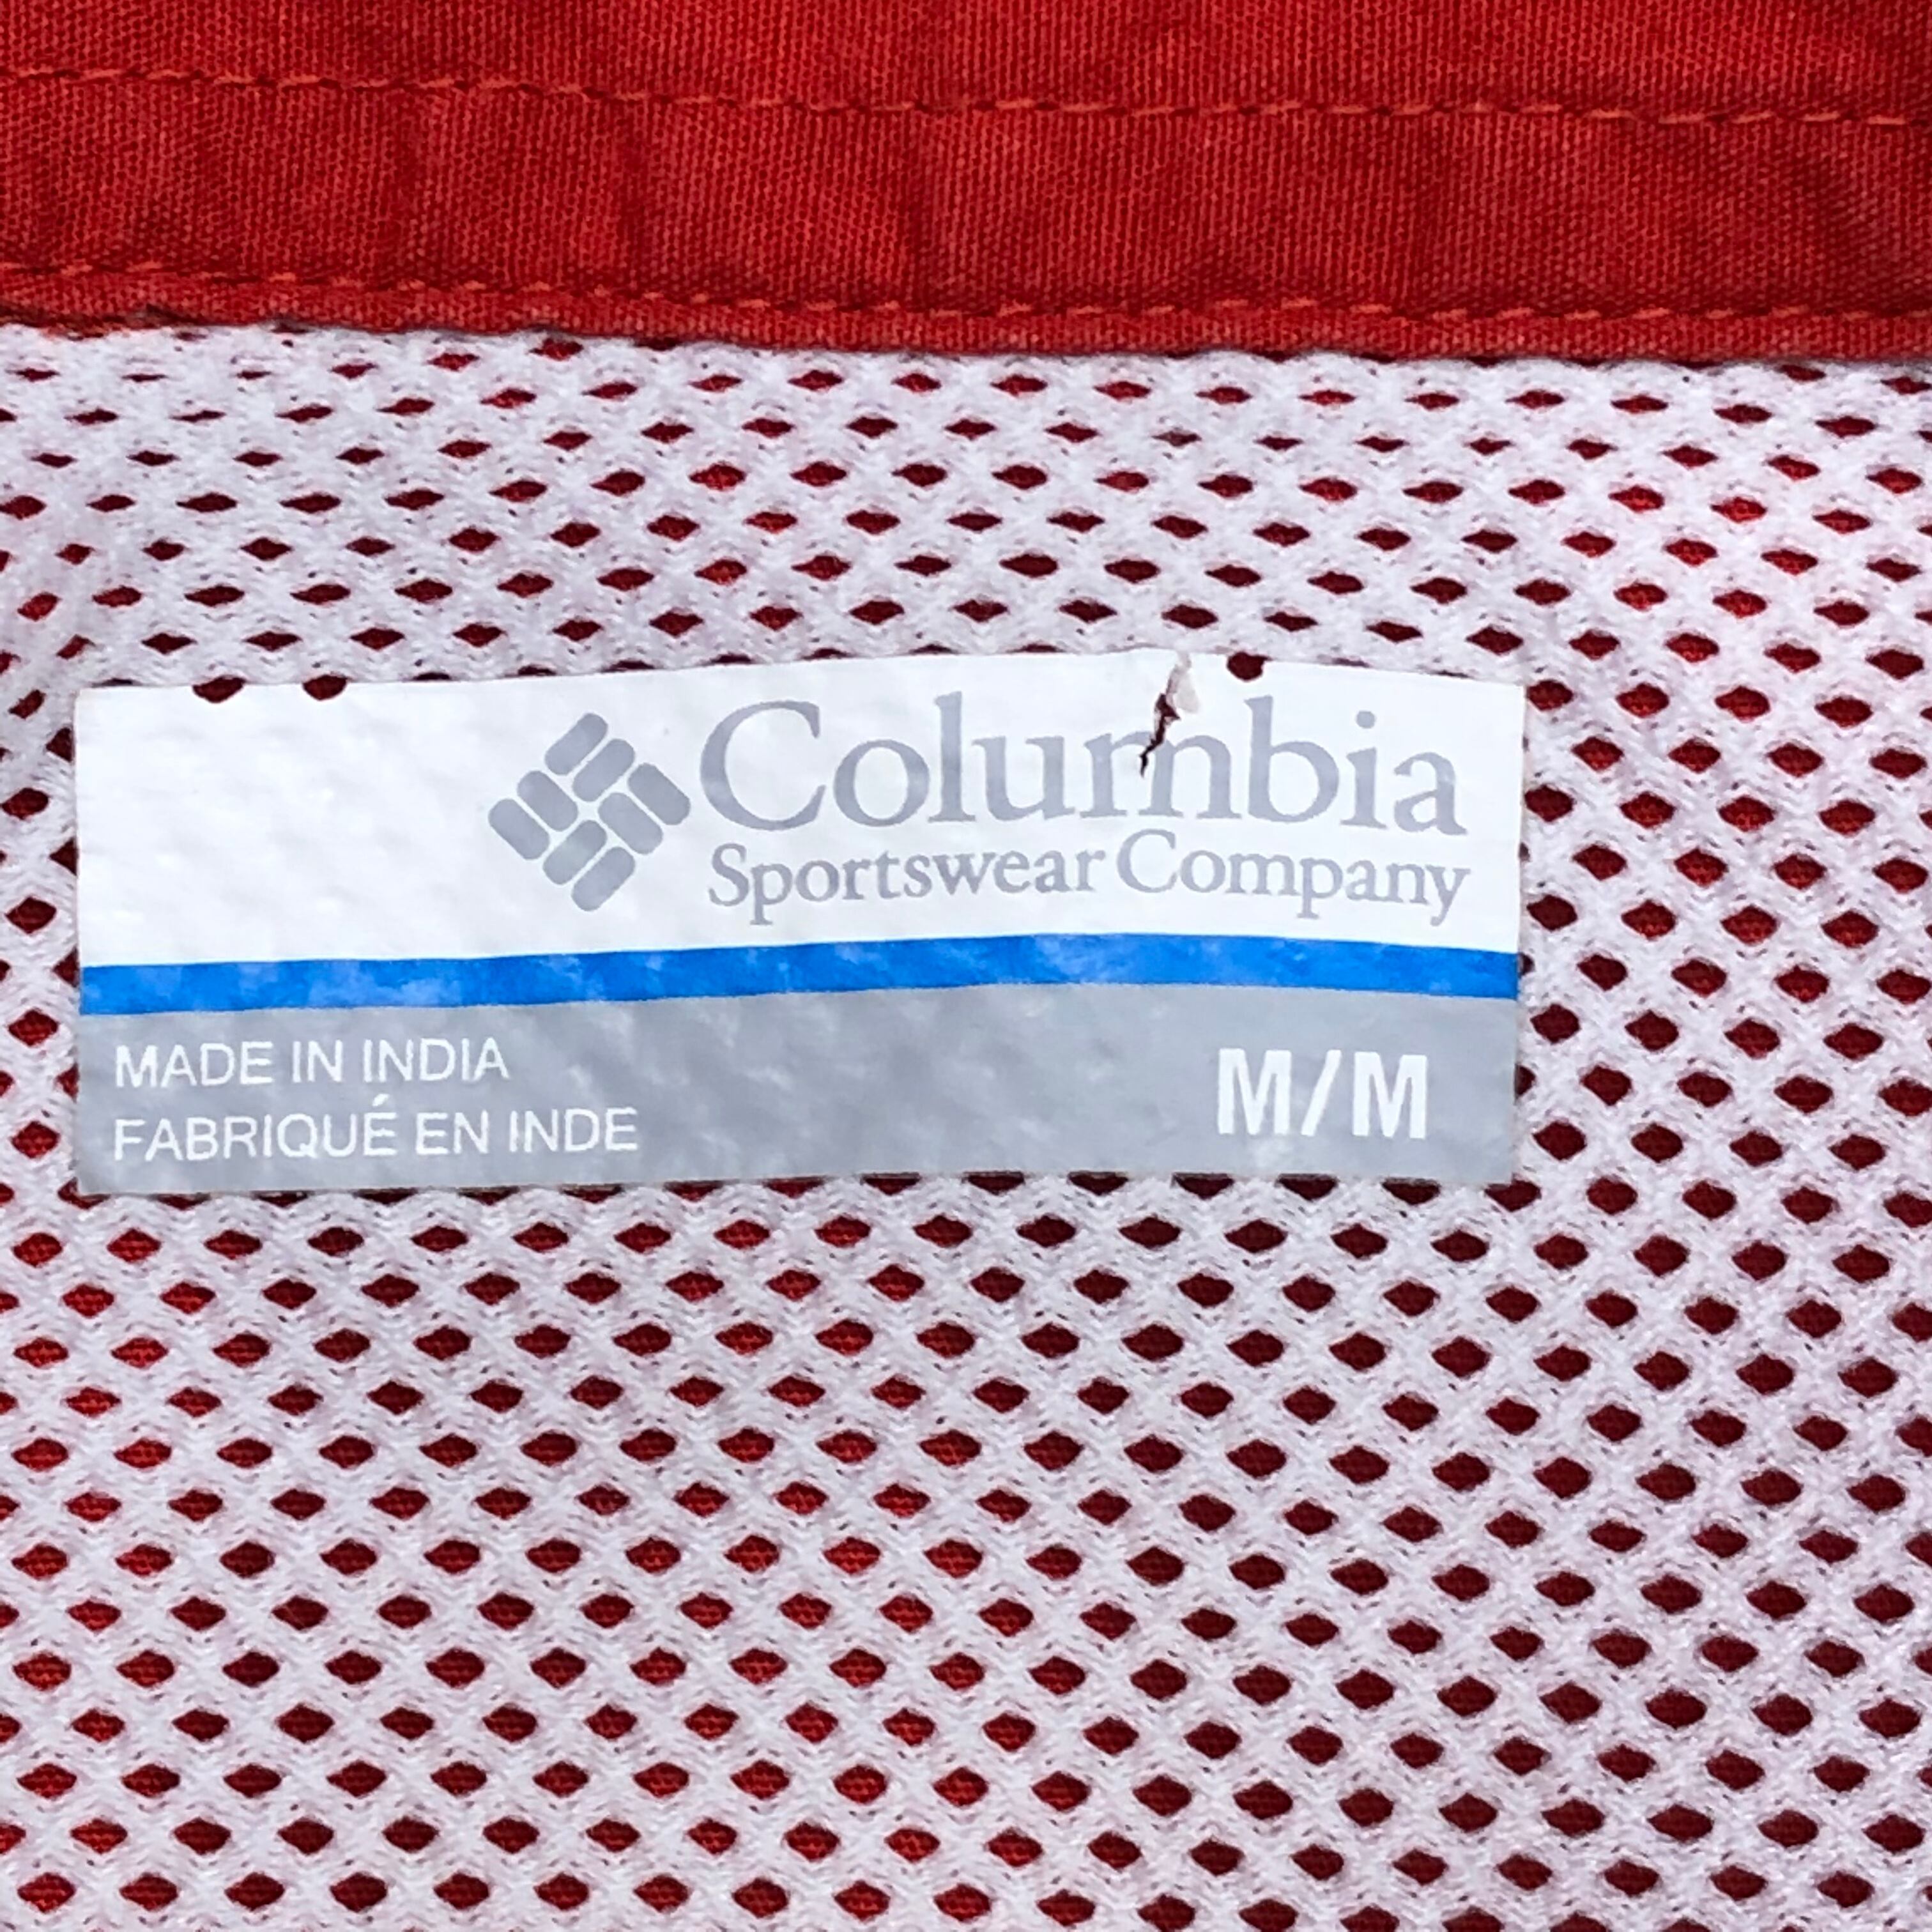 Columbia
Sportswear Company
MADE IN INDIA
FABRIQUÉ EN INDE
M/M